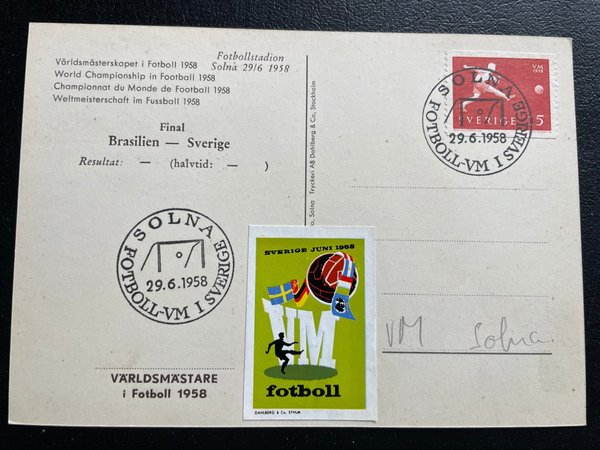 Världsmästerskapet i Fotboll 1958
World Championship in Football 1958
Championnat du Monde de Football 1958
Weltmeisterschaft im Fussball 1958
Fotbollstadion
Solna 29/6 1958
Final
Brasilien — Sverige
Resultat: — (halvtid: — )
SOLNA
29.6.1958
FOTBOLL-VM I SVERIGE
VÄRLDSMÄSTARE
i Fotboll 1958
SVERIGE JUNI 1958
VM
fotboll
DAHLBERG & Co. STHLM
Solna Tryckeri AB Dahlberg & Co, Stockholm
VM
1958
SVERIGE 15
SOLNA
29.6.1958
FOTBOLL-VM I SVERIGE
VM Solna